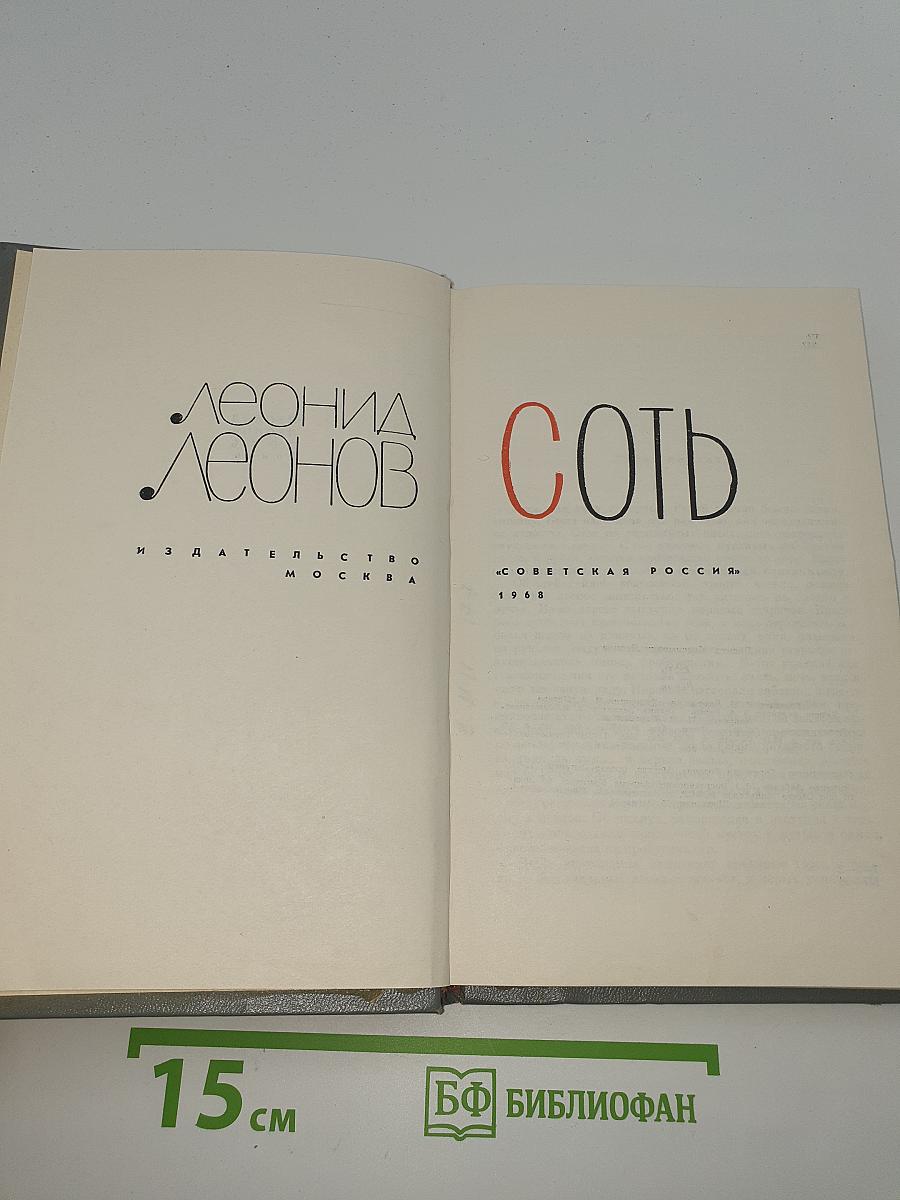 Леонид
Леонов
ИЗДАТЕЛЬСТВО
МОСКВА
СОТЬ
«СОВЕТСКАЯ РОССИЯ»
1968
15 см
БФ БИБЛИОФАН